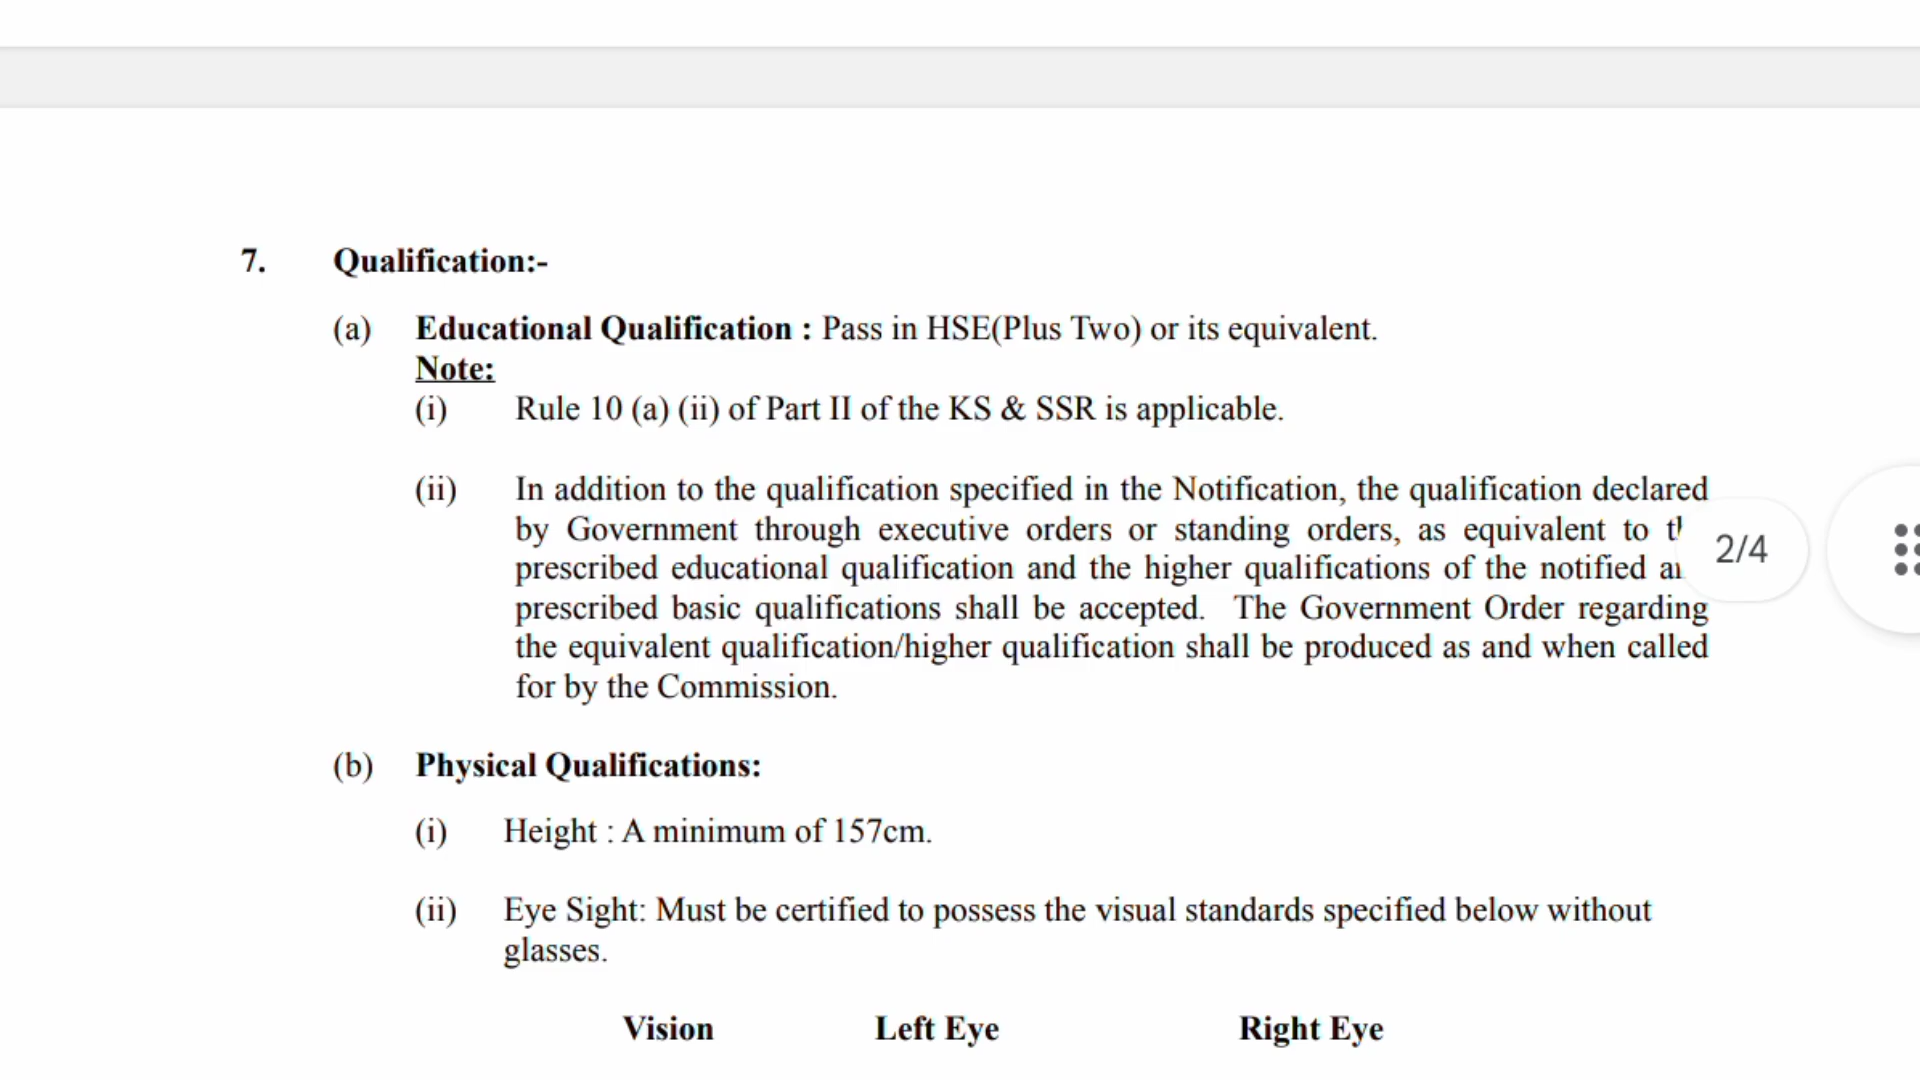 7. Qualification:-
(a) Educational Qualification : Pass in HSE(Plus Two) or its equivalent.
Note:
(i) Rule 10 (a) (ii) of Part II of the KS & SSR is applicable.
(ii) In addition to the qualification specified in the Notification, the qualification declared
by Government through executive orders or standing orders, as equivalent to
prescribed educational qualification and the higher qualifications of the notified
prescribed basic qualifications shall be accepted. The Government Order regarding
the equivalent qualification/higher qualification shall be produced as and when called
for by the Commission.
2/4
(b) Physical Qualifications:
(i) Height : A minimum of 157cm.
(ii) Eye Sight: Must be certified to possess the visual standards specified below without
glasses.
Vision Left Eye Right Eye